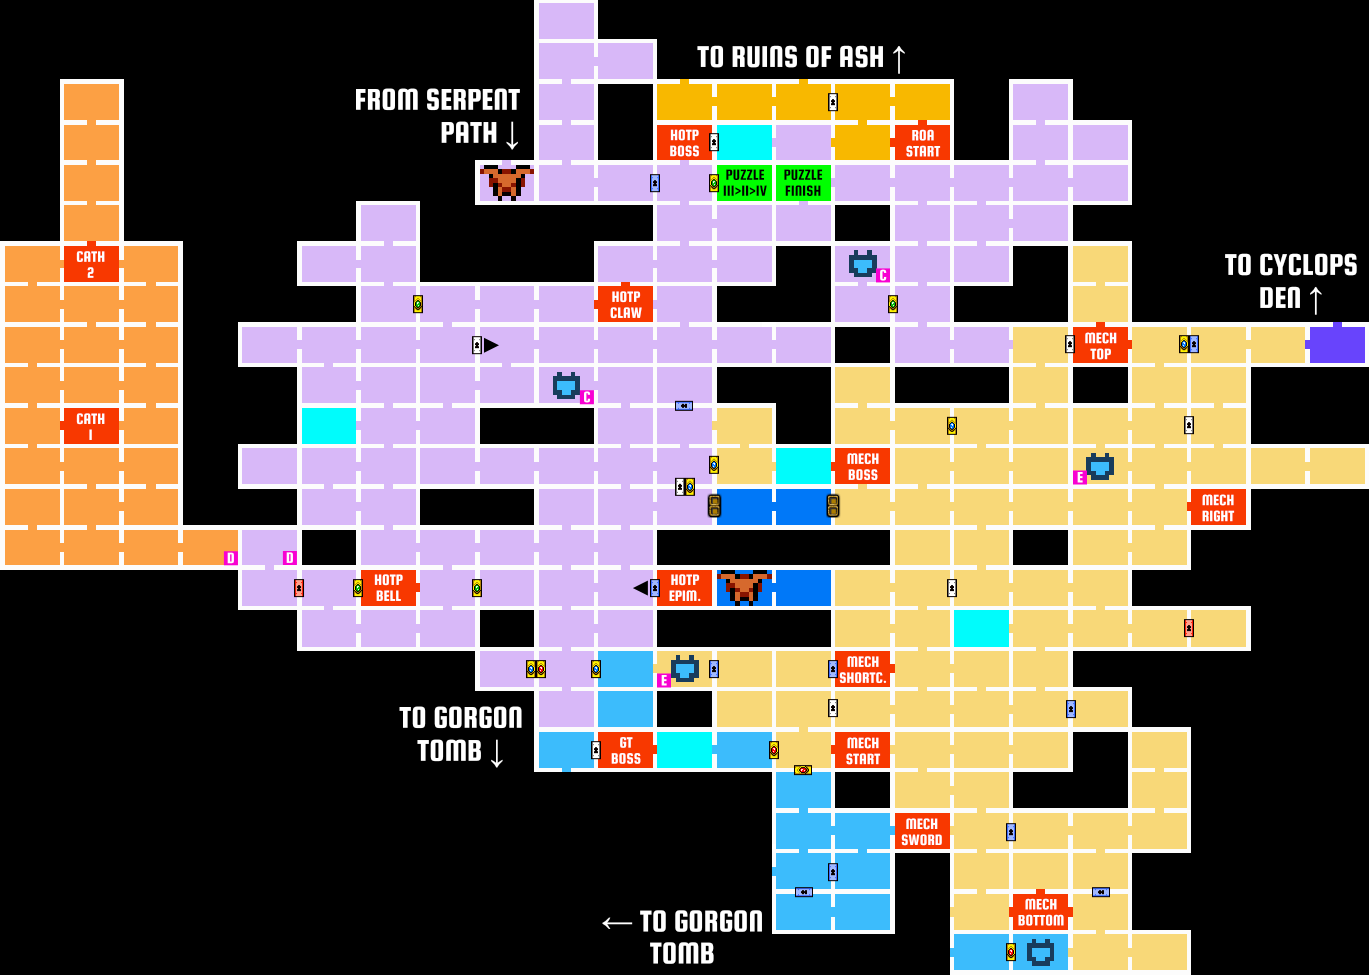 TO RUINS OF ASH ↑
FROM SERPENT
PATH ↓
HOTP
BOSS
ROA
START
PUZZLE
III>II>IV
PUZZLE
FINISH
CATH
2
C
TO CYCLOPS
DEN ↑
HOTP
CLAW
MECH
TOP
C
CATH
1
MECH
BOSS
E
MECH
RIGHT
D
D
HOTP
BELL
HOTP
EPIM.
E
MECH
SHORTC.
TO GORGON
TOMB ↓
GT
BOSS
MECH
START
MECH
SWORD
← TO GORGON
TOMB
MECH
BOTTOM